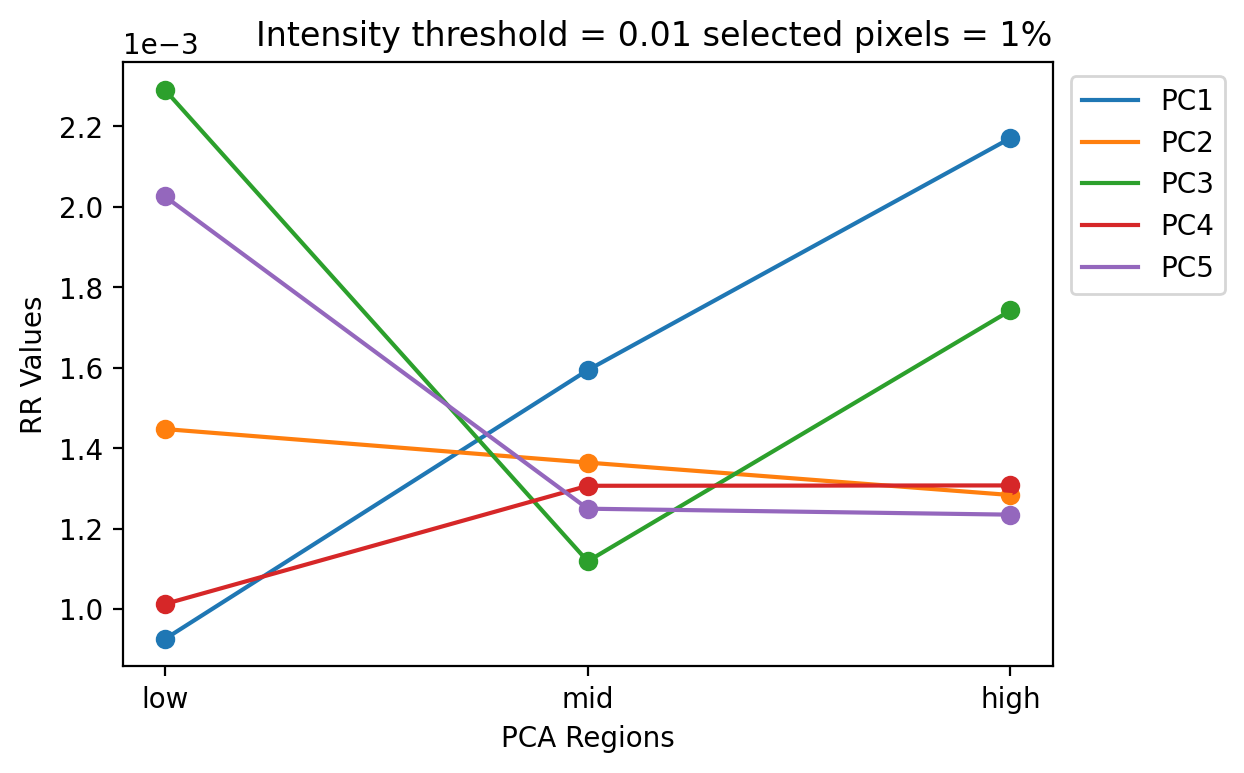 Intensity threshold = 0.01 selected pixels = 1%
1e−3
2.2
2.0
1.8
1.6
1.4
1.2
1.0
RR Values
low mid high
PCA Regions
PC1
PC2
PC3
PC4
PC5